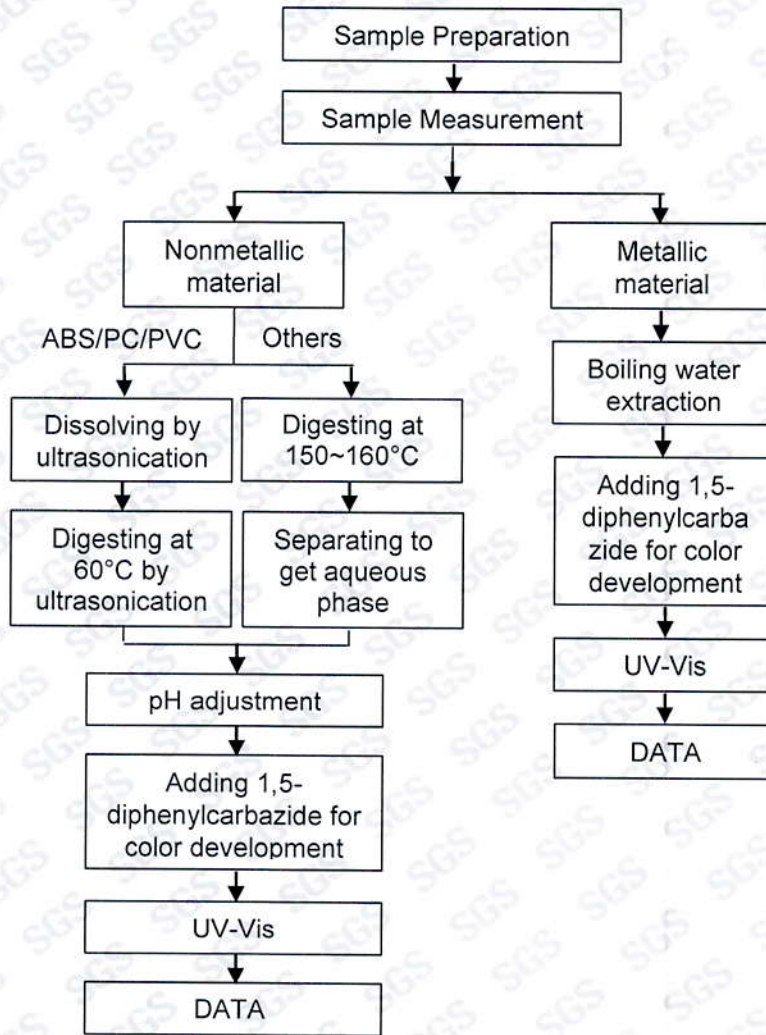 Sample Preparation
Sample Measurement
Nonmetallic
material
Metallic
material
ABS/PC/PVC
Others
Boiling water
extraction
Dissolving by
ultrasonication
Digesting at
150~160°C
Adding 1,5-
diphenylcarba
zide for color
development
Digesting at
60°C by
ultrasonication
Separating to
get aqueous
phase
UV-Vis
pH adjustment
DATA
Adding 1,5-
diphenylcarbazide for
color development
UV-Vis
DATA
SGS